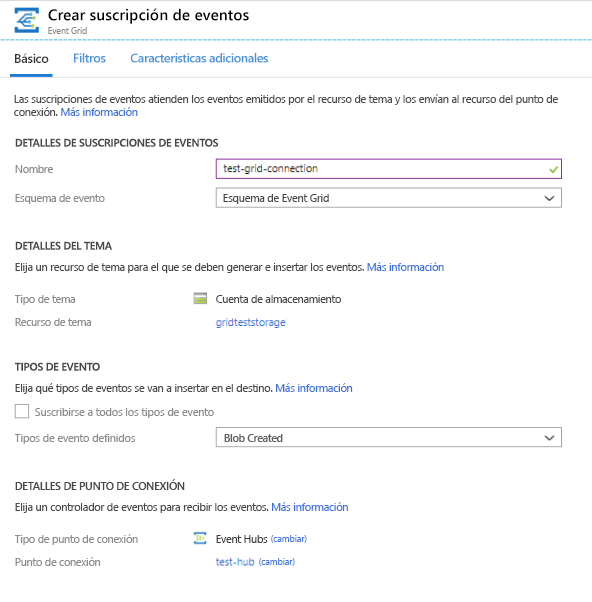 Crear suscripción de eventos
Event Grid
Básico Filtros Características adicionales
Las suscripciones de eventos atienden los eventos emitidos por el recurso de tema y los envían al recurso del punto de
conexión. Más información
DETALLES DE SUSCRIPCIONES DE EVENTOS
Nombre test-grid-connection
Esquema de evento Esquema de Event Grid
DETALLES DEL TEMA
Elija un recurso de tema para el que se deben generar e insertar los eventos. Más información
Tipo de tema Cuenta de almacenamiento
Recurso de tema gridteststorage
TIPOS DE EVENTO
Elija qué tipos de eventos se van a insertar en el destino. Más información
Suscribirse a todos los tipos de evento
Tipos de evento definidos Blob Created
DETALLES DE PUNTO DE CONEXIÓN
Elija un controlador de eventos para recibir los eventos. Más información
Tipo de punto de conexión Event Hubs (cambiar)
Punto de conexión test-hub (cambiar)